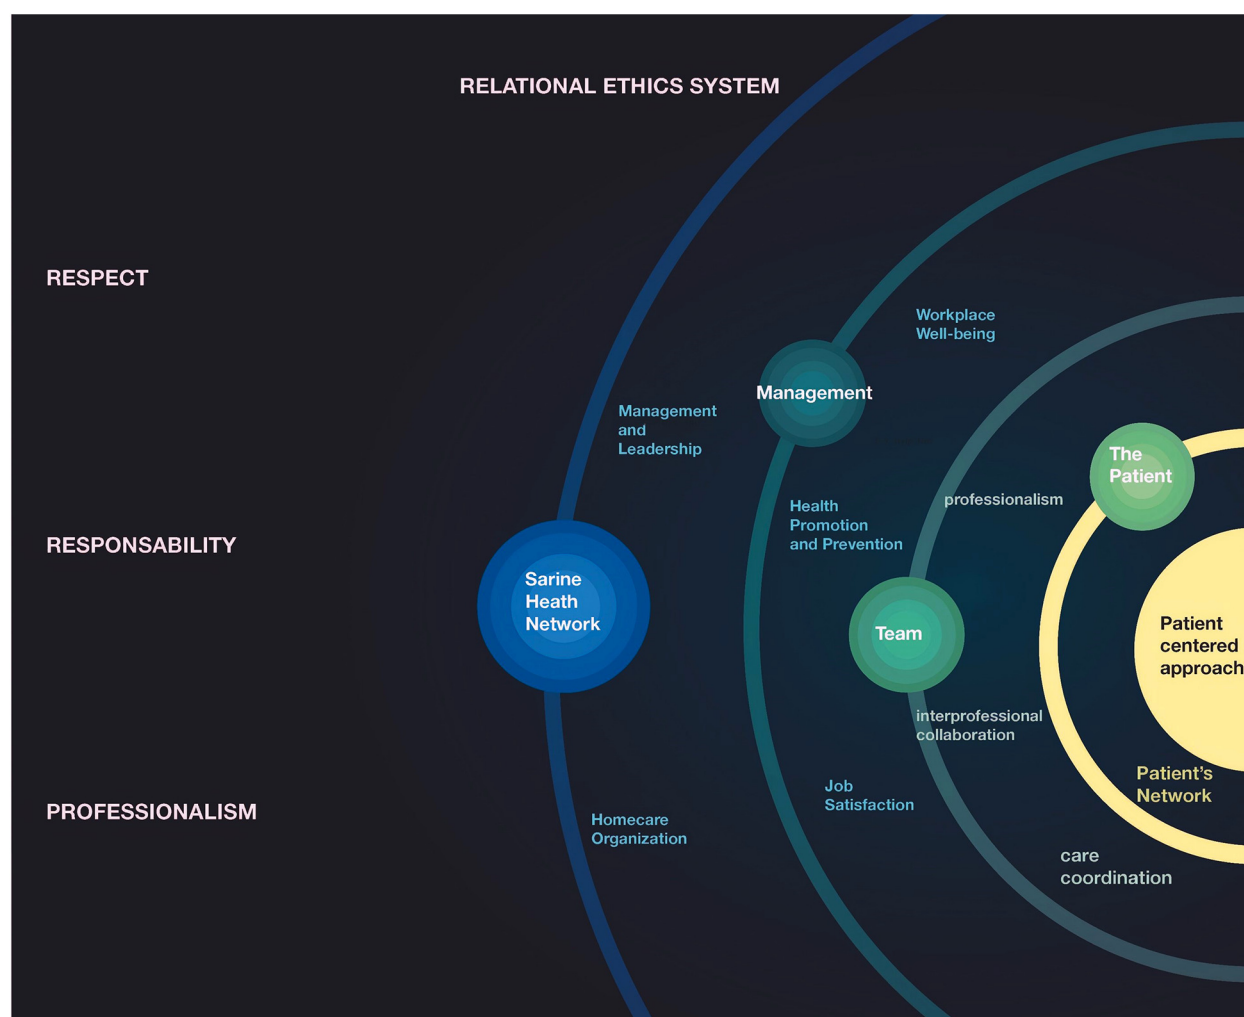 RELATIONAL ETHICS SYSTEM
RESPECT
Workplace
Well-being
Management
Management
and
Leadership
The
Patient
professionalism
Health
Promotion
and Prevention
RESPONSABILITY
Sarine
Heath
Network
Team
Patient
centered
approach
interprofessional
collaboration
Patient’s
Network
Job
Satisfaction
PROFESSIONALISM
Homecare
Organization
care
coordination